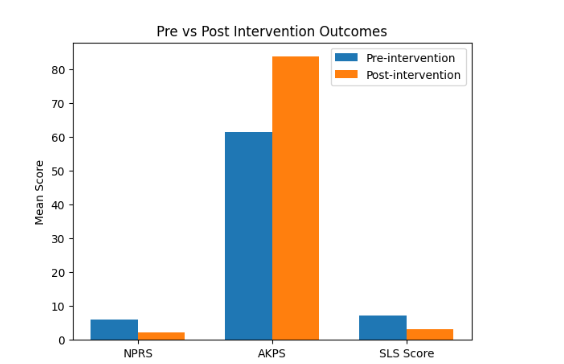 Pre vs Post Intervention Outcomes
Pre-intervention
Post-intervention
80
70
60
50
40
30
20
10
0
Mean Score
NPRS
AKPS
SLS Score